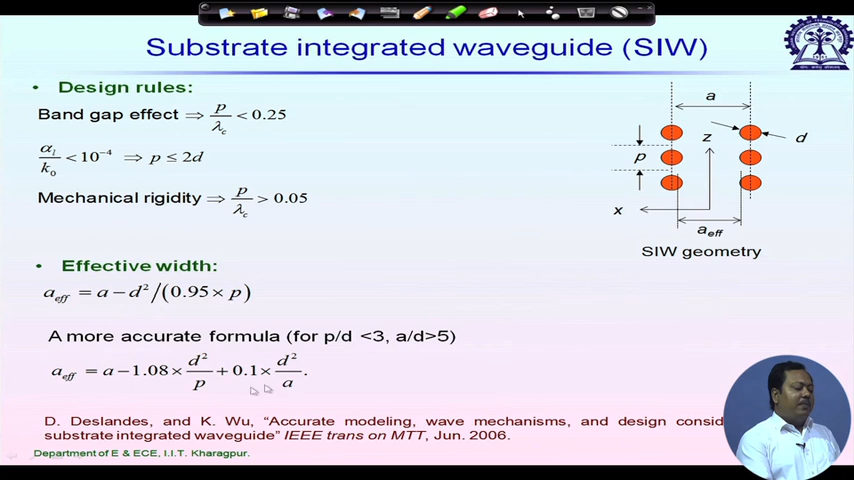 Substrate integrated waveguide (SIW)
• Design rules:
Band gap effect ⇒ p/λc < 0.25
αl/k0 < 10⁻⁴ ⇒ p ≤ 2d
Mechanical rigidity ⇒ p/λc > 0.05
a
d
z
p
x
aeff
SIW geometry
• Effective width:
aeff = a − d²/(0.95 × p)
A more accurate formula (for p/d <3, a/d>5)
aeff = a − 1.08 × d²/p + 0.1 × d²/a.
D. Deslandes, and K. Wu, “Accurate modeling, wave mechanisms, and design consid
substrate integrated waveguide” IEEE trans on MTT, Jun. 2006.
Department of E & ECE, I.I.T. Kharagpur.